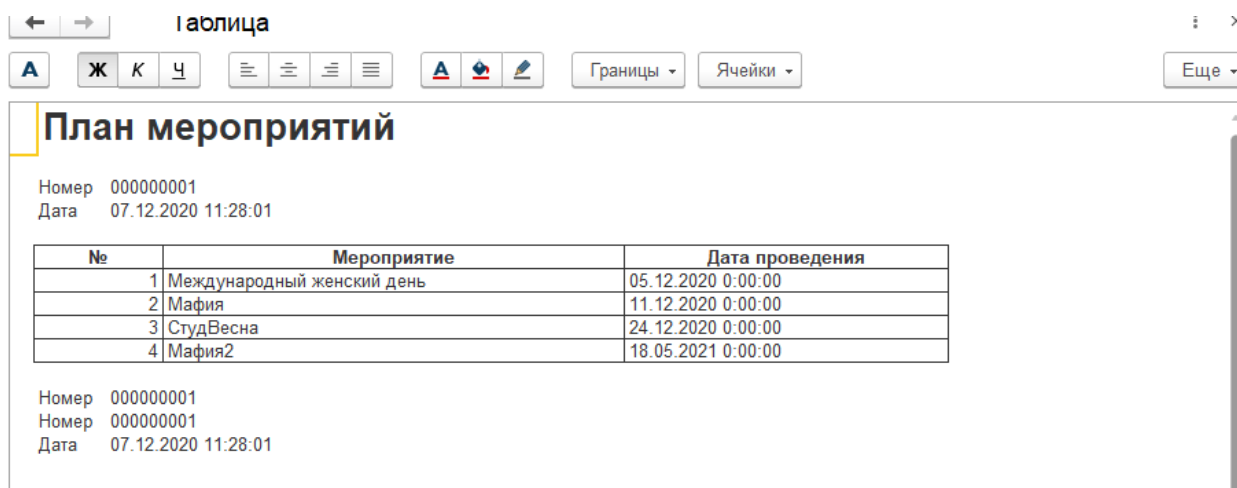 Таблица
А Ж К Ч А Границы Ячейки Еще
План мероприятий
Номер 000000001
Дата 07.12.2020 11:28:01
№ Мероприятие Дата проведения
1 Международный женский день 05.12.2020 0:00:00
2 Мафия 11.12.2020 0:00:00
3 СтудВесна 24.12.2020 0:00:00
4 Мафия2 18.05.2021 0:00:00
Номер 000000001
Номер 000000001
Дата 07.12.2020 11:28:01